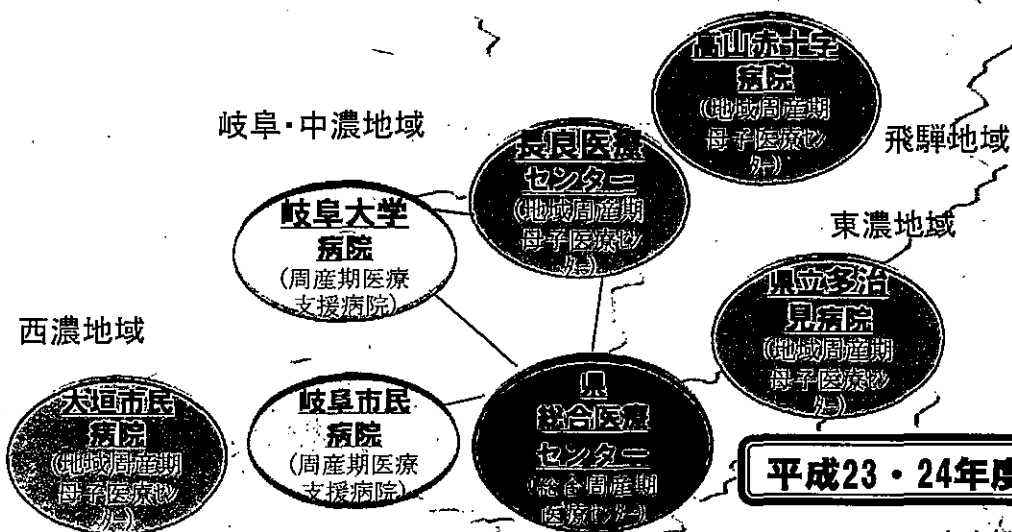 高山赤十字
病院
(地域周産期
母子医療セン
ター)
岐阜・中濃地域
長良医療
センター
(地域周産期
母子医療セン
ター)
飛騨地域
岐阜大学
病院
(周産期医療
支援病院)
東濃地域
県立多治
見病院
(地域周産期
母子医療セン
ター)
西濃地域
大垣市民
病院
(地域周産期
母子医療セン
ター)
岐阜市民
病院
(周産期医療
支援病院)
県
総合医療
センター
(総合周産期
医療センター)
平成23・24年度